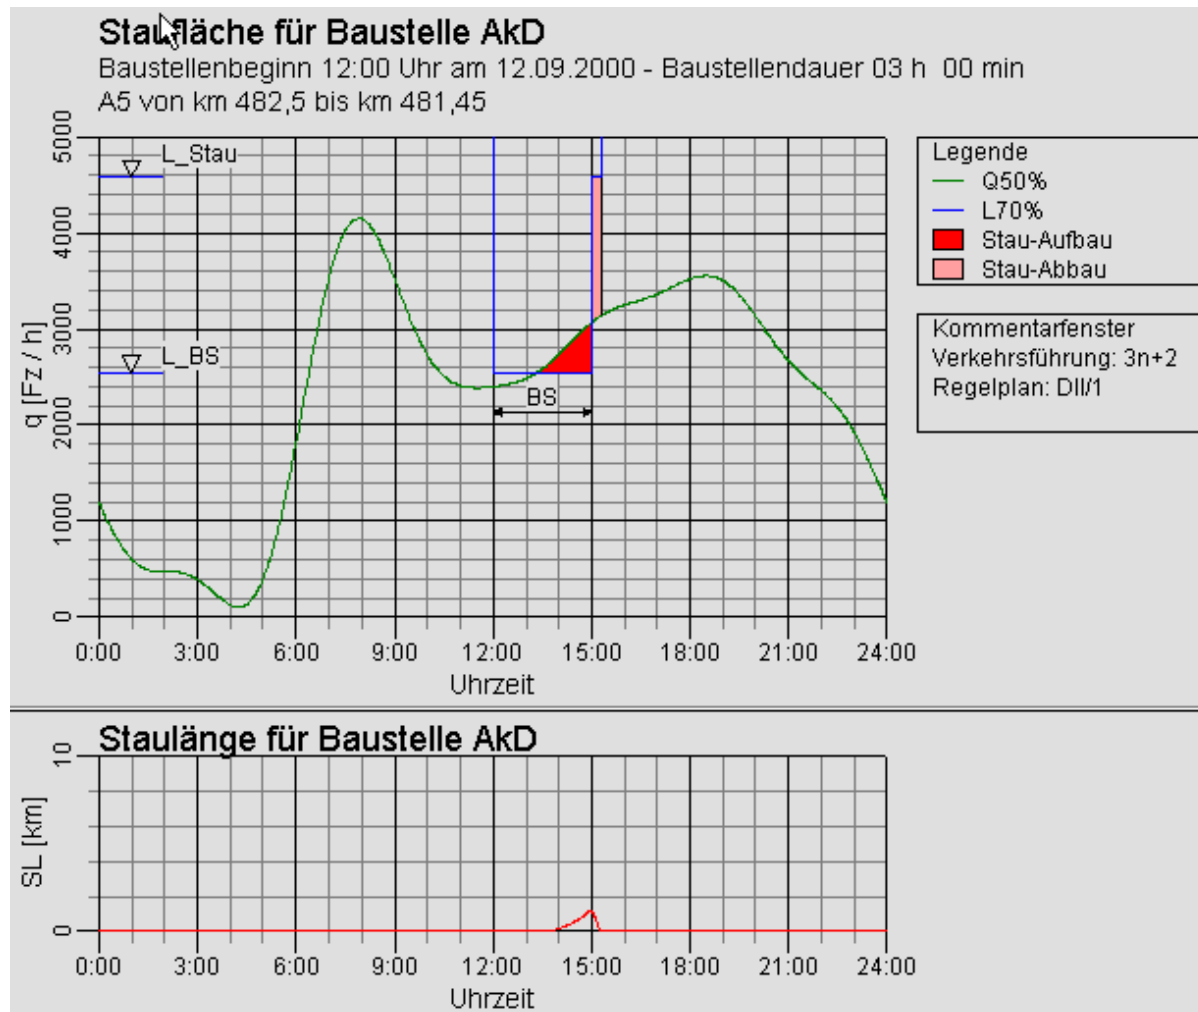 Staufläche für Baustelle AkD
Baustellenbeginn 12:00 Uhr am 12.09.2000 - Baustellendauer 03 h 00 min
A5 von km 482,5 bis km 481,45
5000
4000
3000
2000
1000
0
q [Fz / h]
L_Stau
L_BS
BS
0:00 3:00 6:00 9:00 12:00 15:00 18:00 21:00 24:00
Uhrzeit
Legende
Q50%
L70%
Stau-Aufbau
Stau-Abbau
Kommentarfenster
Verkehrsführung: 3n+2
Regelplan: DII/1
Staulänge für Baustelle AkD
10
0
SL [km]
0:00 3:00 6:00 9:00 12:00 15:00 18:00 21:00 24:00
Uhrzeit